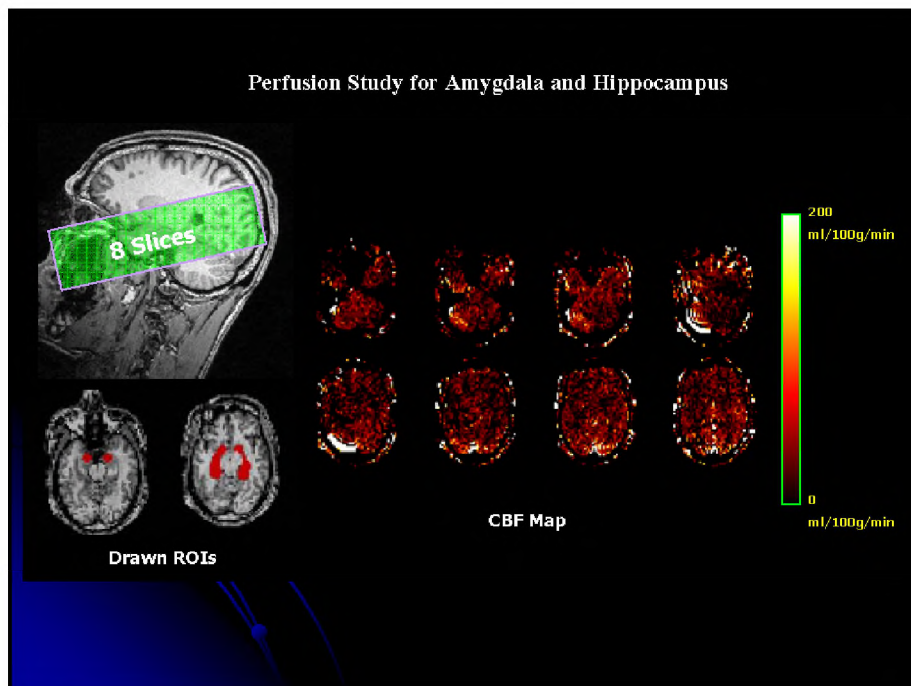 Perfusion Study for Amygdala and Hippocampus
8 Slices
Drawn ROIs
CBF Map
200
ml/100g/min
0
ml/100g/min